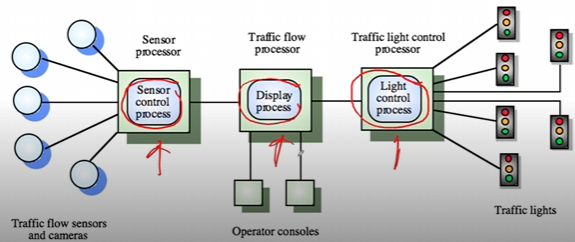 Sensor
processor
Traffic flow
processor
Traffic light control
processor
Sensor
control
process
Display
process
Light
control
process
Traffic flow sensors
and cameras
Operator consoles
Traffic lights